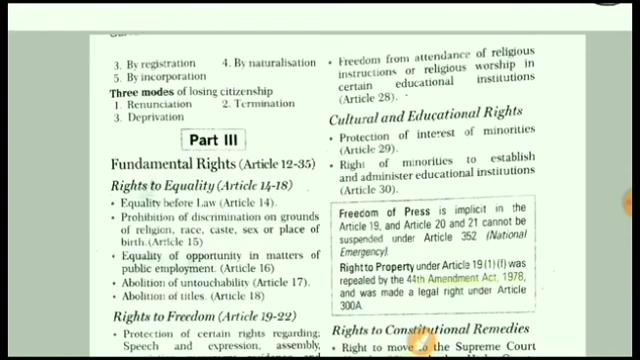 3. By registration 4. By naturalisation
5. By incorporation
Three modes of losing citizenship
1. Renunciation 2. Termination
3. Deprivation
Part III
Fundamental Rights (Article 12-35)
Rights to Equality (Article 14-18)
• Equality before Law (Article 14).
• Prohibition of discrimination on grounds
of religion, race, caste, sex or place of
birth. (Article 15)
• Equality of opportunity in matters of
public employment. (Article 16)
• Abolition of untouchability (Article 17).
• Abolition of titles. (Article 18)
Rights to Freedom (Article 19-22)
• Protection of certain rights regarding;
Speech and expression, assembly,
• Freedom from attendance of religious
instructions or religious worship in
certain educational institutions
(Article 28).
Cultural and Educational Rights
• Protection of interest of minorities
(Article 29).
• Right of minorities to establish
and administer educational institutions
(Article 30).
Freedom of Press is implicit in the
Article 19, and Article 20 and 21 cannot be
suspended under Article 352 (National
Emergency).
Right to Property under Article 19 (1) (f) was
repealed by the 44th Amendment Act, 1978,
and was made a legal right under Article
300A.
Rights to Constitutional Remedies
• Right to move to the Supreme Court